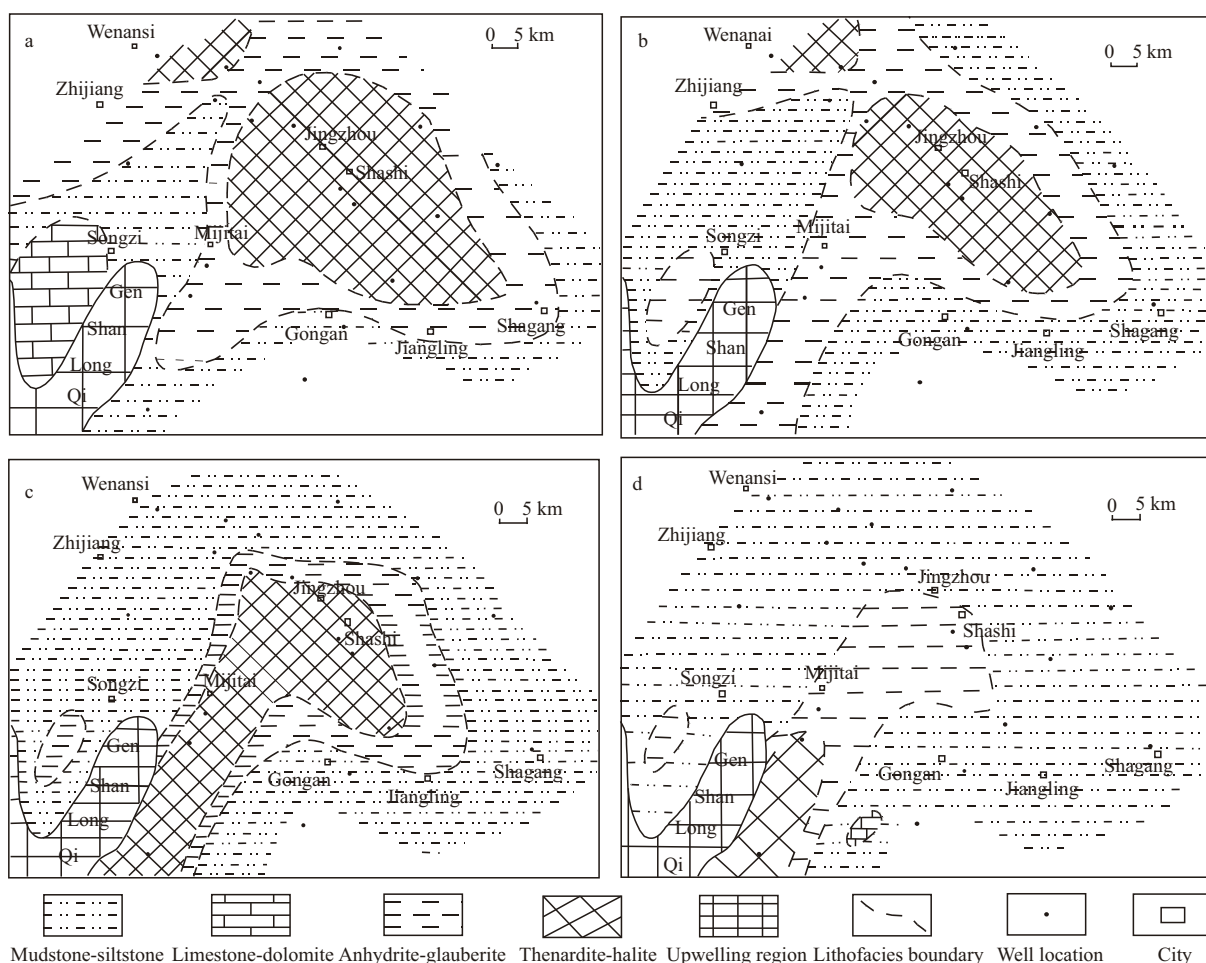 a
Wenansi
0 5 km
Zhijiang
Jingzhou
Shashi
Songzi
Mijitai
Gen
Shan
Long
Qi
Gongan
Jiangling
Shagang
b
Wenanai
0 5 km
Zhijiang
Jingzhou
Shashi
Songzi
Mijitai
Gen
Shan
Long
Qi
Gongan
Jiangling
Shagang
c
Wenansi
0 5 km
Zhijiang
Jingzhou
Shashi
Songzi
Mijitai
Gen
Shan
Long
Qi
Gongan
Jiangling
Shagang
d
Wenansi
0 5 km
Zhijiang
Jingzhou
Shashi
Songzi
Mijitai
Gen
Shan
Long
Qi
Gongan
Jiangling
Shagang
Mudstone-siltstone Limestone-dolomite Anhydrite-glauberite Thenardite-halite Upwelling region Lithofacies boundary Well location City